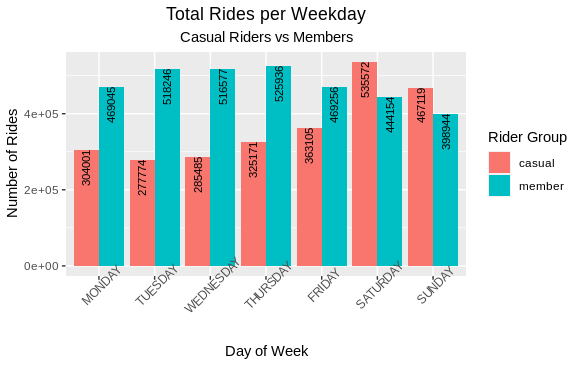 Total Rides per Weekday
Casual Riders vs Members
Number of Rides
4e+05
2e+05
0e+00
304001
469045
277774
518246
285485
516577
325171
525936
363105
469256
535572
444154
467119
398944
MONDAY
TUESDAY
WEDNESDAY
THURSDAY
FRIDAY
SATURDAY
SUNDAY
Day of Week
Rider Group
casual
member